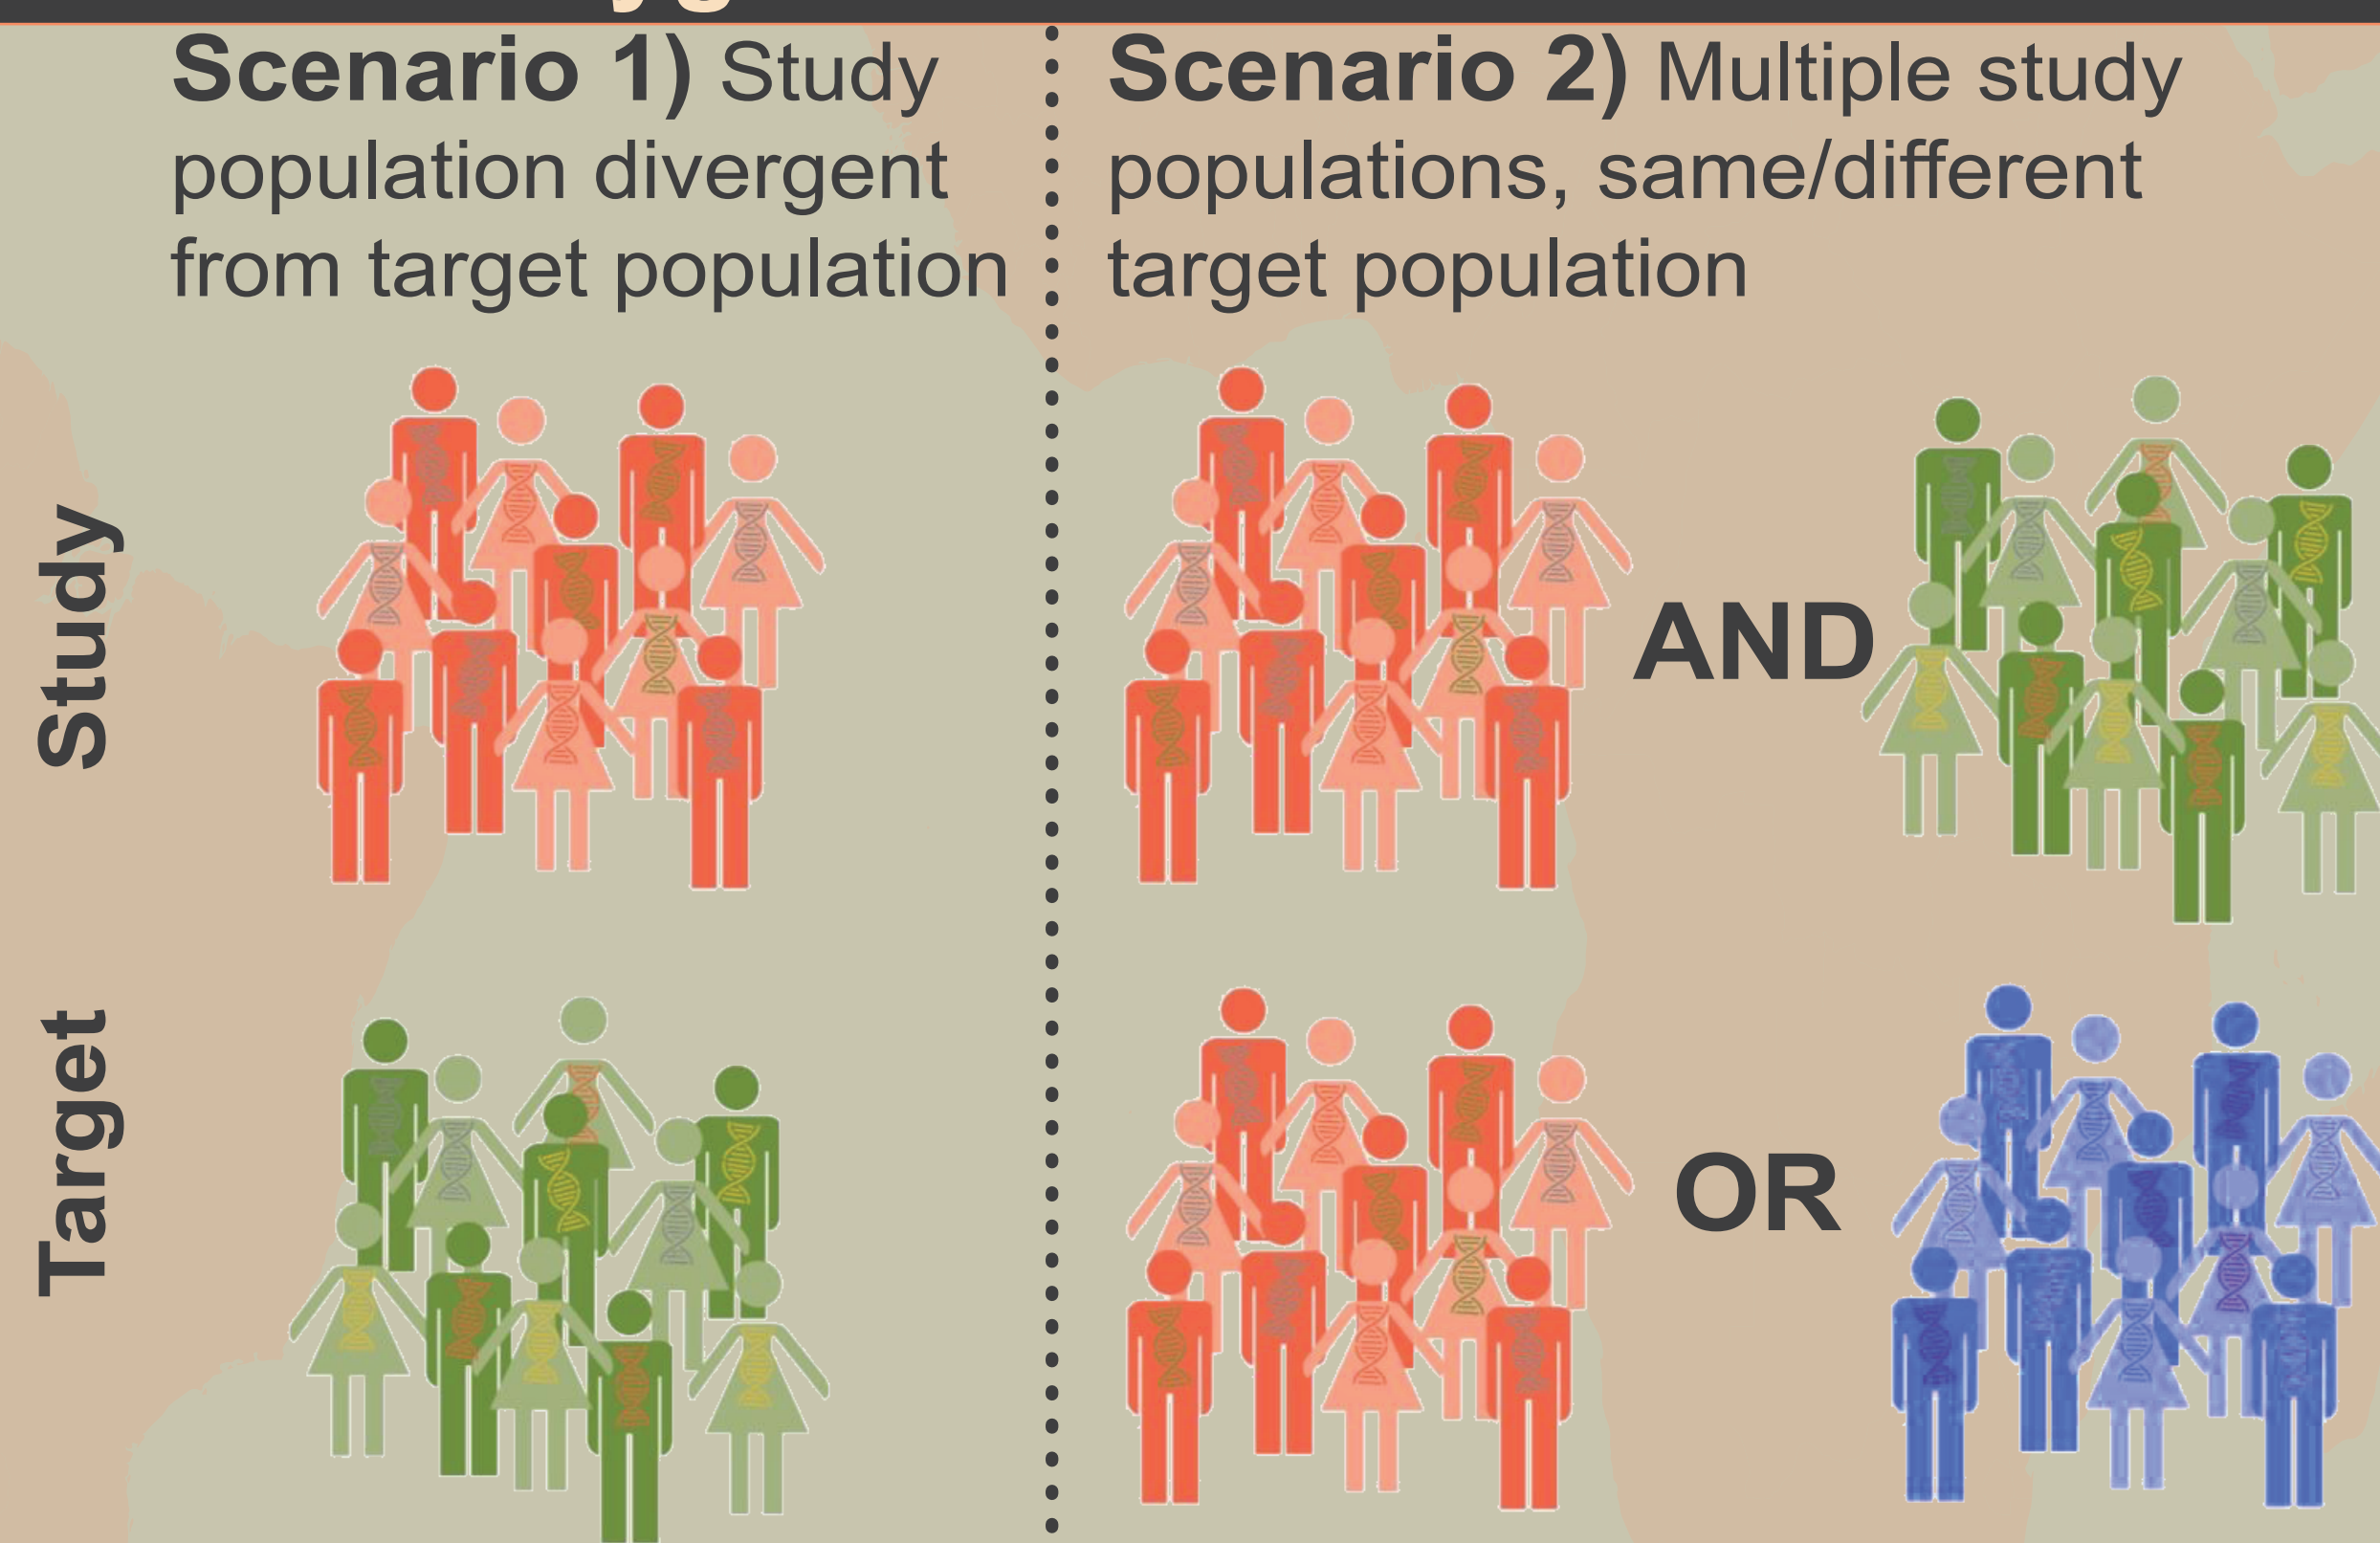 Scenario 1) Study
population divergent
from target population
Scenario 2) Multiple study
populations, same/different
target population
Study
AND
Target
OR